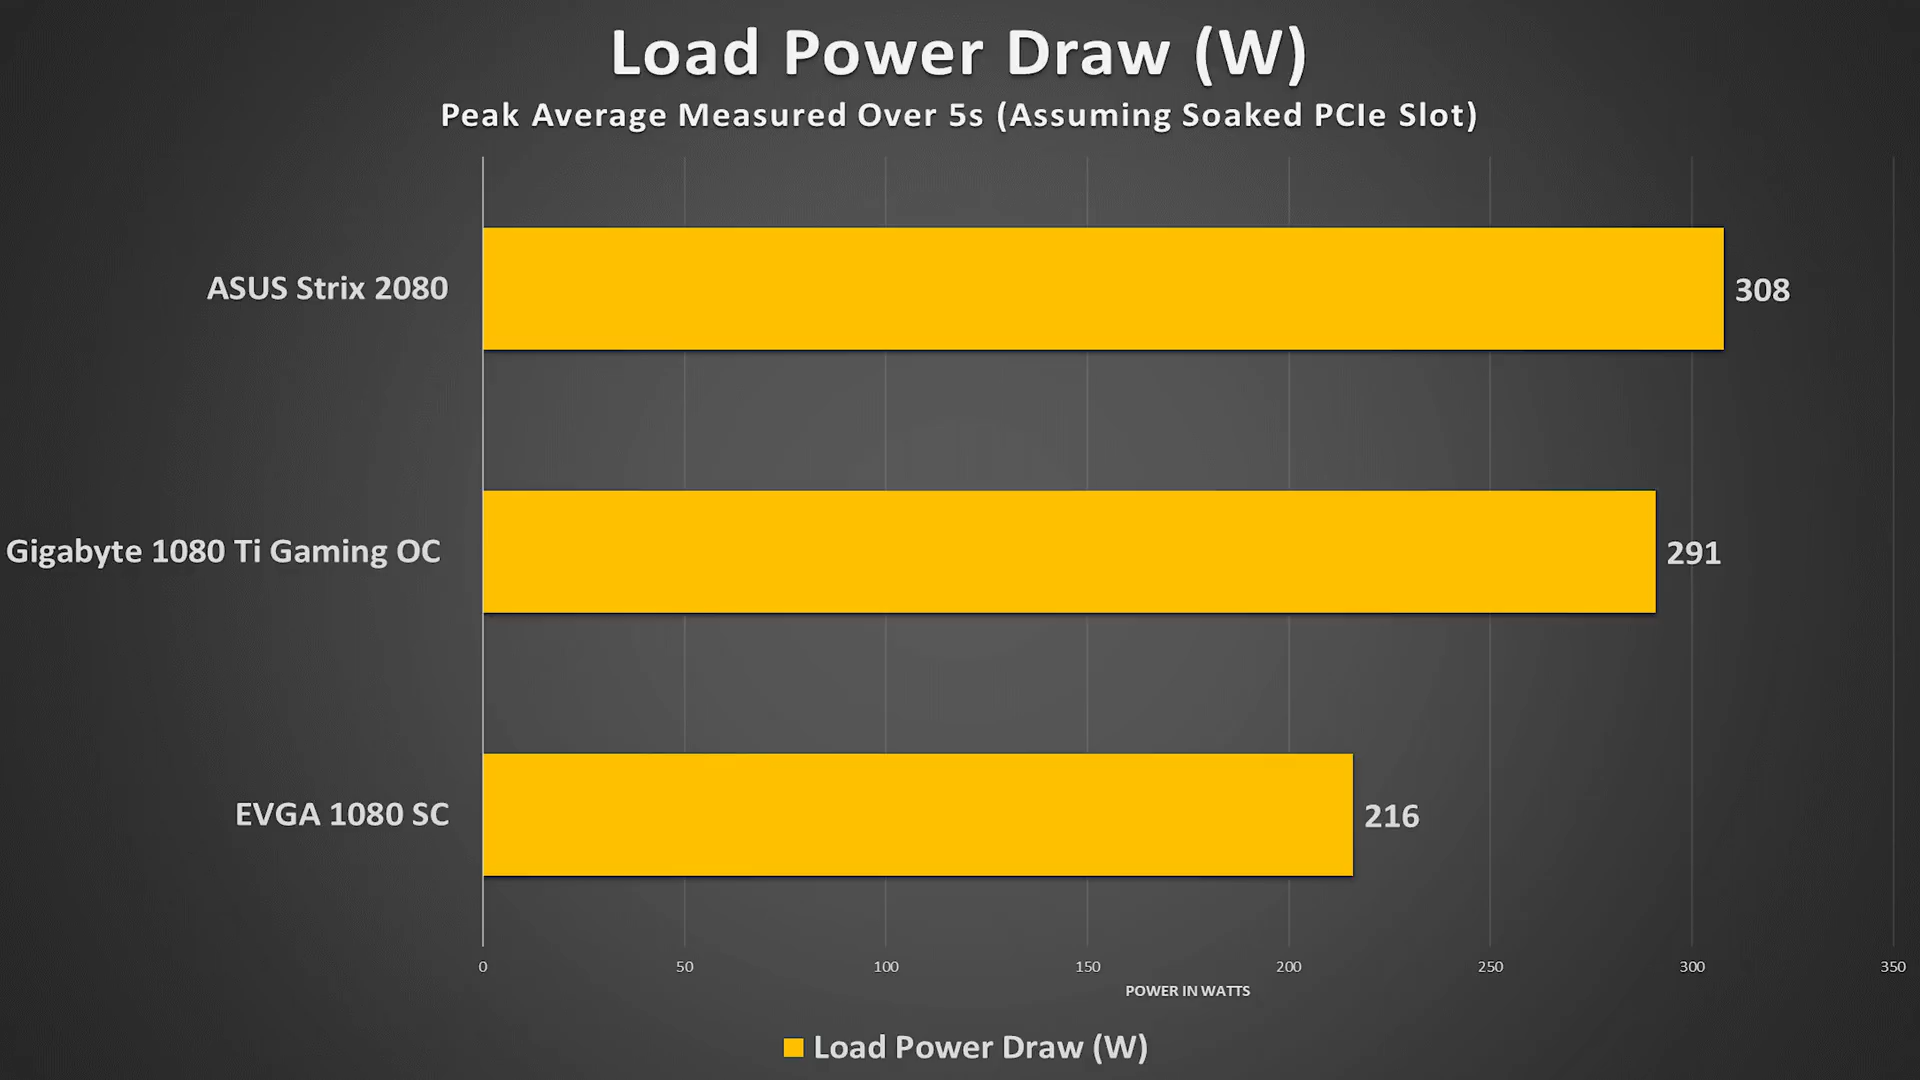 Load Power Draw (W)
Peak Average Measured Over 5s (Assuming Soaked PCIe Slot)
ASUS Strix 2080
308
Gigabyte 1080 Ti Gaming OC
291
EVGA 1080 SC
216
0 50 100 150 200 250 300 350
POWER IN WATTS
Load Power Draw (W)